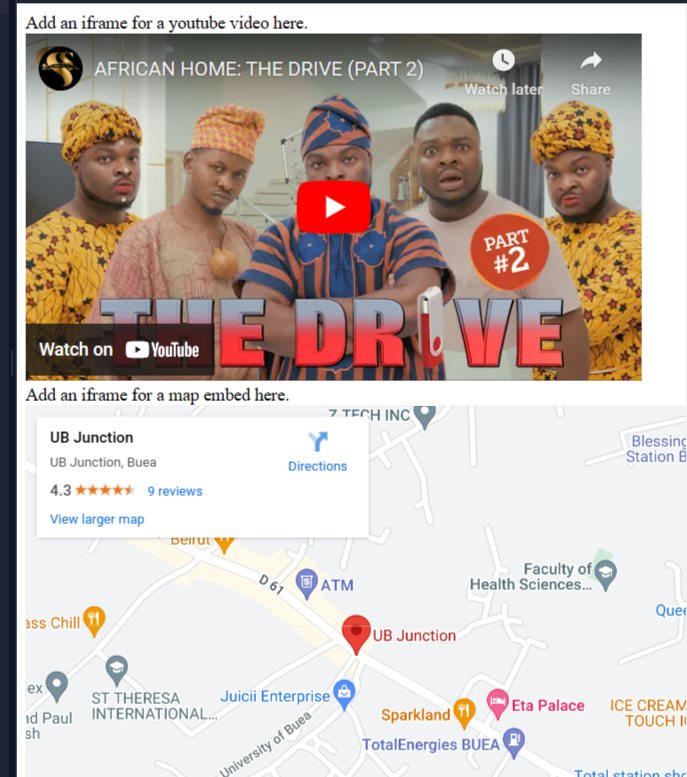 Add an iframe for a youtube video here.
AFRICAN HOME: THE DRIVE (PART 2)
Watch later
Share
PART
#2
THE DRIVE
Watch on YouTube
Add an iframe for a map embed here.
Z TECH INC
UB Junction
UB Junction, Buea
4.3
9 reviews
View larger map
Directions
Blessing
Station B
Beirut
D 61
ATM
Faculty of
Health Sciences...
ass Chill
Quee
UB Junction
ex
nd Paul
sh
ST THERESA
INTERNATIONAL...
Juicii Enterprise
Eta Palace
Sparkland
ICE CREAM
TOUCH I
University of Buea
TotalEnergies BUEA
Total station sh